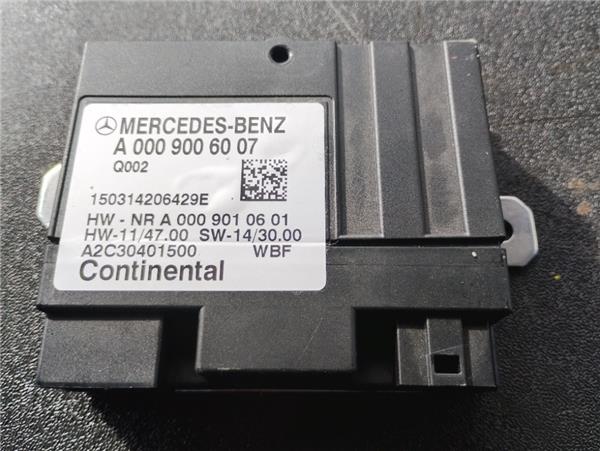 MERCEDES-BENZ
A 000 900 60 07
Q002
150314206429E
HW - NR A 000 901 06 01
HW-11/47.00 SW-14/30.00
A2C30401500 WBF
Continental